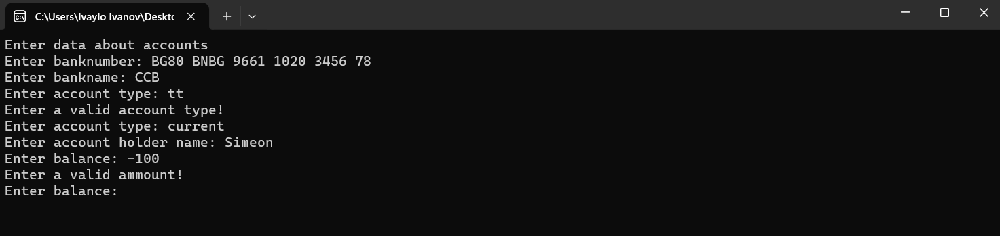 C:\Users\Ivaylo Ivanov\Deskto
Enter data about accounts
Enter banknumber: BG80 BNBG 9661 1020 3456 78
Enter bankname: CCB
Enter account type: tt
Enter a valid account type!
Enter account type: current
Enter account holder name: Simeon
Enter balance: -100
Enter a valid ammount!
Enter balance: